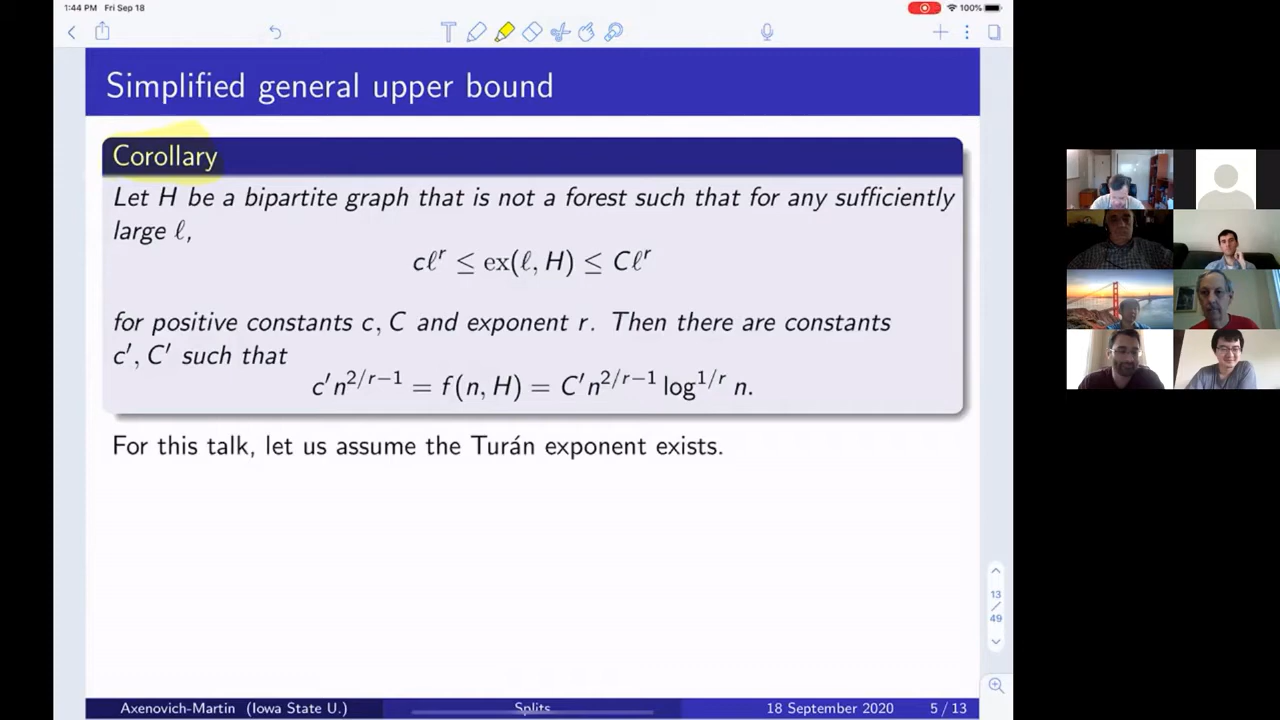 1:44 PM Fri Sep 18
100%
Simplified general upper bound
Corollary
Let H be a bipartite graph that is not a forest such that for any sufficiently
large ℓ,
cℓ^r ≤ ex(ℓ, H) ≤ Cℓ^r
for positive constants c, C and exponent r. Then there are constants
c′, C′ such that
c′n^{2/r−1} = f(n, H) = C′n^{2/r−1} log^{1/r} n.
For this talk, let us assume the Turán exponent exists.
13
/
49
Axenovich-Martin (Iowa State U.) Splits 18 September 2020 5 / 13